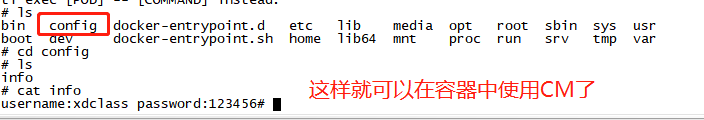 tl exec [POD] -- [COMMAND] instead.
# ls
bin config docker-entrypoint.d etc lib media opt root sbin sys usr
boot dev docker-entrypoint.sh home lib64 mnt proc run srv tmp var
# cd config
# ls
info
# cat info
username:xdclass password:123456#
这样就可以在容器中使用CM了